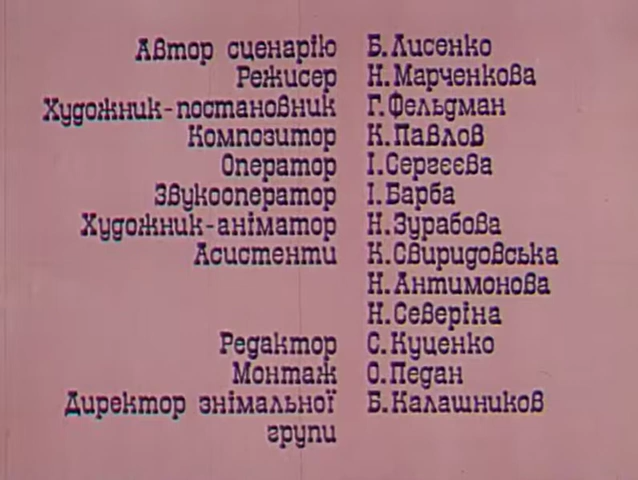 Автор сценарію Б.Лисенко
Режисер Н.Марченкова
Художник-постановник Г.Фельдман
Композитор К.Павлов
Оператор І.Сергєєва
Звукооператор І.Барба
Художник-аніматор Н.Зурабова
Асистенти К.Свиридовська
Н.Антимонова
Н.Северіна
Редактор С.Куценко
Монтаж О.Педан
Директор знімальної Б.Калашников
групи